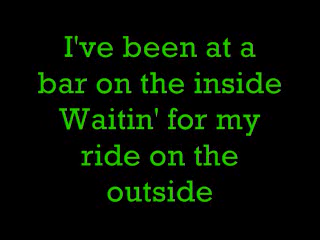 I've been at a
bar on the inside
Waitin' for my
ride on the
outside